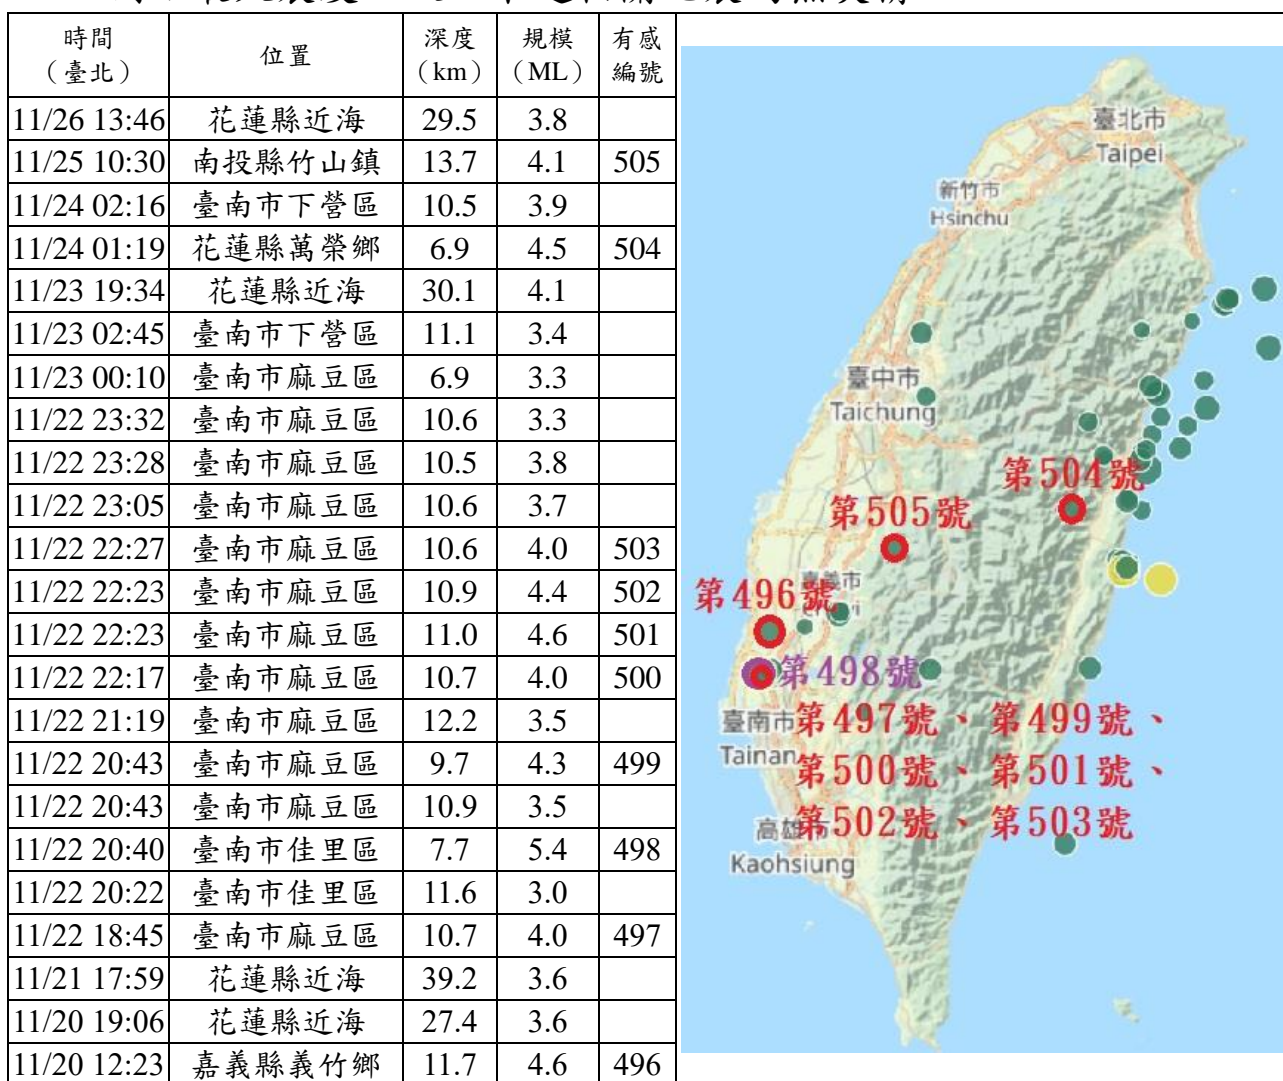 時間 （臺北） 位置 深度 （km） 規模 （ML） 有感 編號
11/26 13:46 花蓮縣近海 29.5 3.8
11/25 10:30 南投縣竹山鎮 13.7 4.1 505
11/24 02:16 臺南市下營區 10.5 3.9
11/24 01:19 花蓮縣萬榮鄉 6.9 4.5 504
11/23 19:34 花蓮縣近海 30.1 4.1
11/23 02:45 臺南市下營區 11.1 3.4
11/23 00:10 臺南市麻豆區 6.9 3.3
11/22 23:32 臺南市麻豆區 10.6 3.3
11/22 23:28 臺南市麻豆區 10.5 3.8
11/22 23:05 臺南市麻豆區 10.6 3.7
11/22 22:27 臺南市麻豆區 10.6 4.0 503
11/22 22:23 臺南市麻豆區 10.9 4.4 502
11/22 22:23 臺南市麻豆區 11.0 4.6 501
11/22 22:17 臺南市麻豆區 10.7 4.0 500
11/22 21:19 臺南市麻豆區 12.2 3.5
11/22 20:43 臺南市麻豆區 9.7 4.3 499
11/22 20:43 臺南市麻豆區 10.9 3.5
11/22 20:40 臺南市佳里區 7.7 5.4 498
11/22 20:22 臺南市佳里區 11.6 3.0
11/22 18:45 臺南市麻豆區 10.7 4.0 497
11/21 17:59 花蓮縣近海 39.2 3.6
11/20 19:06 花蓮縣近海 27.4 3.6
11/20 12:23 嘉義縣義竹鄉 11.7 4.6 496
臺北市
Taipei
新竹市
Hsinchu
臺中市
Taichung
第504號
第505號
第496號
第498號
臺南市
Tainan
第497號、第499號、
第500號、第501號、
第502號、第503號
高雄市
Kaohsiung